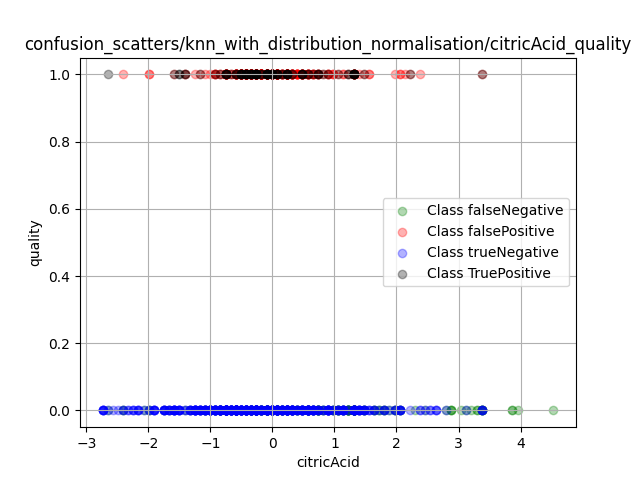 confusion_scatters/knn_with_distribution_normalisation/citricAcid_quality
1.0
0.8
0.6
0.4
0.2
0.0
quality
Class falseNegative
Class falsePositive
Class trueNegative
Class TruePositive
−3 −2 −1 0 1 2 3 4
citricAcid